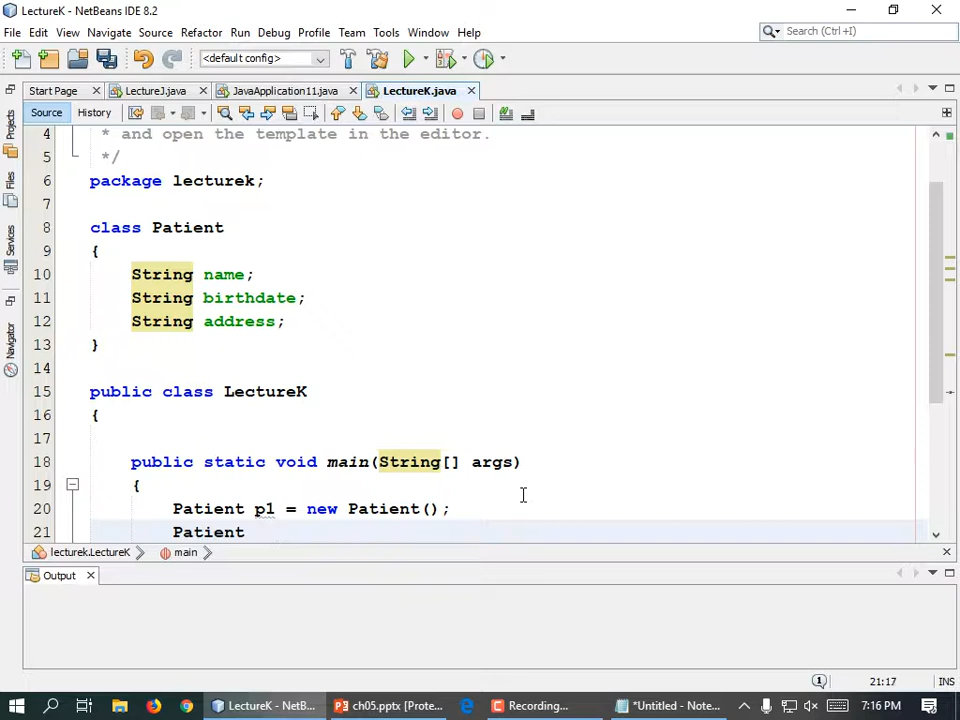 LectureK - NetBeans IDE 8.2
File Edit View Navigate Source Refactor Run Debug Profile Team Tools Window Help
Search (Ctrl+I)
<default config>
Start Page LectureJ.java JavaApplication11.java LectureK.java
Source History
Projects
Files
Services
Navigator
4 * and open the template in the editor.
5 */
6 package lecturek;
7
8 class Patient
9 {
10 String name;
11 String birthdate;
12 String address;
13 }
14
15 public class LectureK
16 {
17
18 public static void main(String[] args)
19 {
20 Patient p1 = new Patient();
21 Patient
lecturek.LectureK main
Output
1 21:17 INS
LectureK - NetB... ch05.pptx [Prote... Recording... *Untitled - Note... 7:16 PM